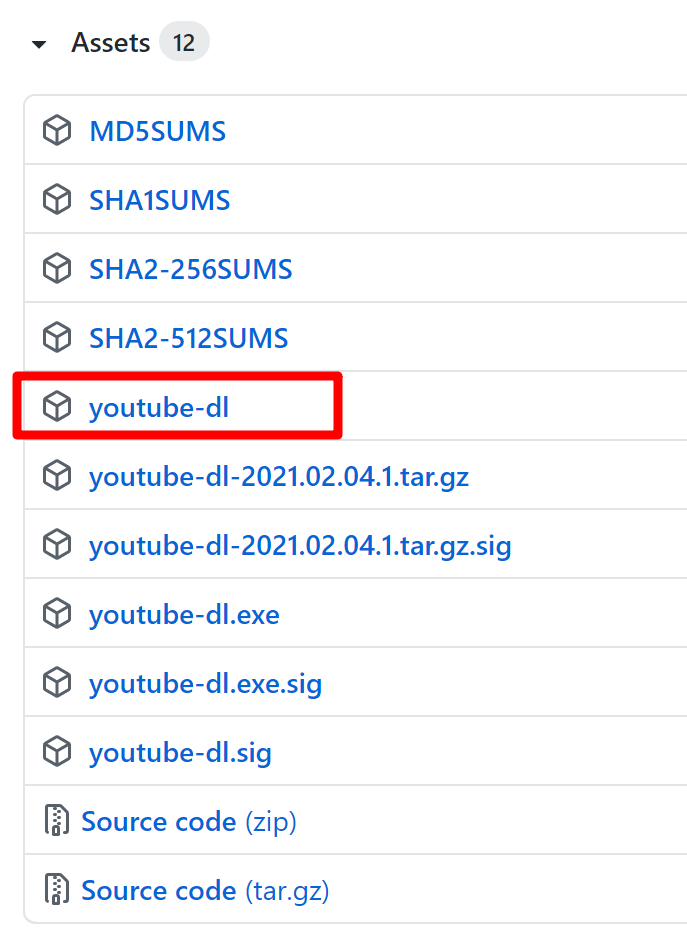 Assets 12
MD5SUMS
SHA1SUMS
SHA2-256SUMS
SHA2-512SUMS
youtube-dl
youtube-dl-2021.02.04.1.tar.gz
youtube-dl-2021.02.04.1.tar.gz.sig
youtube-dl.exe
youtube-dl.exe.sig
youtube-dl.sig
Source code (zip)
Source code (tar.gz)